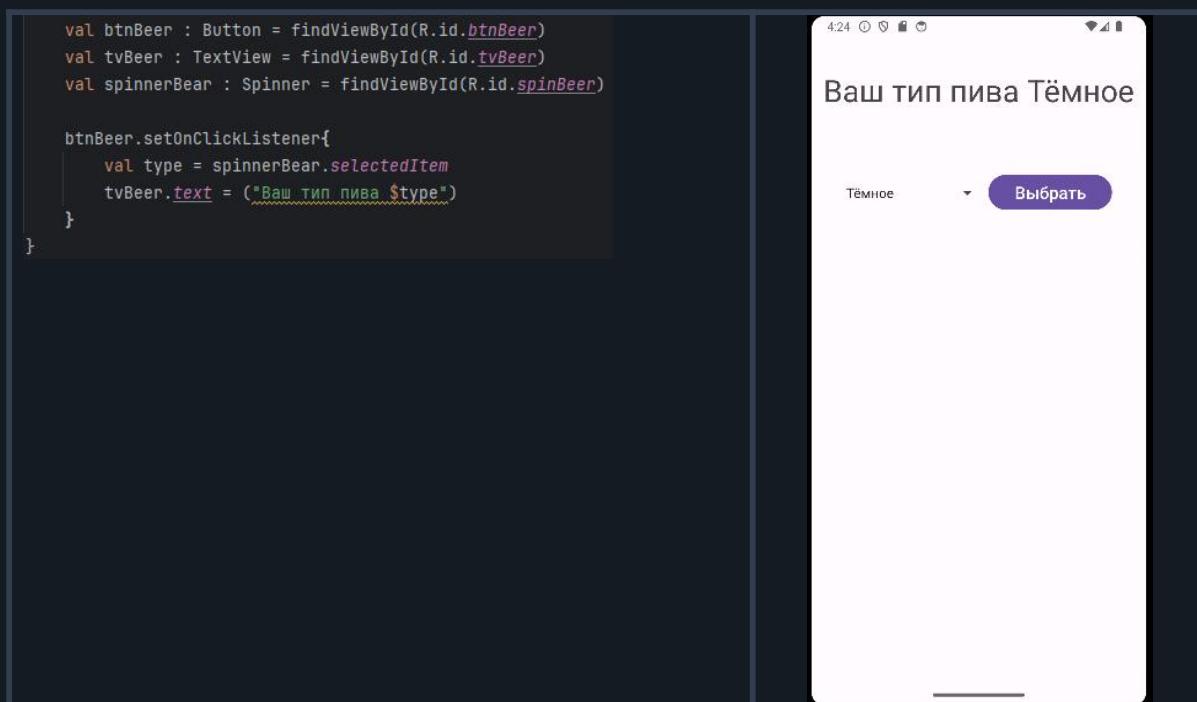 val btnBeer : Button = findViewById(R.id.btnBeer)
val tvBeer : TextView = findViewById(R.id.tvBeer)
val spinnerBear : Spinner = findViewById(R.id.spinBeer)
btnBeer.setOnClickListener{
val type = spinnerBear.selectedItem
tvBeer.text = ("Ваш тип пива $type")
}
}
4:24
Ваш тип пива Тёмное
Тёмное
Выбрать